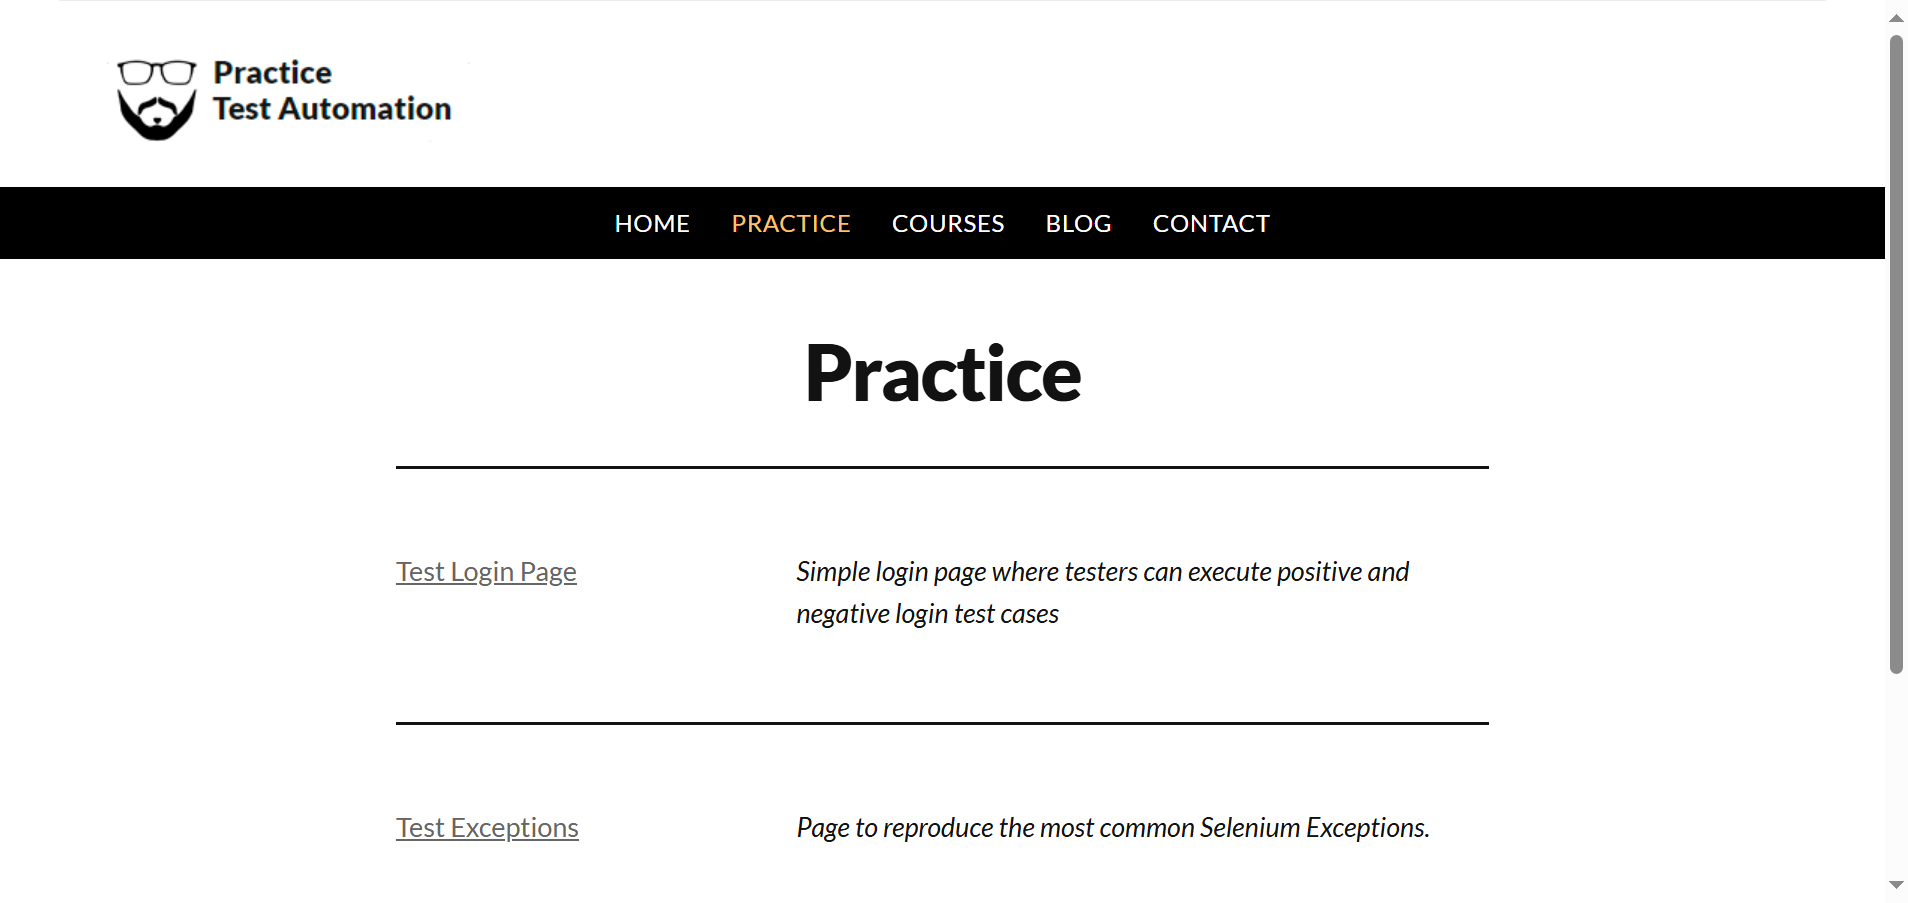 Practice
Test Automation
HOME PRACTICE COURSES BLOG CONTACT
Practice
Test Login Page
Simple login page where testers can execute positive and
negative login test cases
Test Exceptions
Page to reproduce the most common Selenium Exceptions.